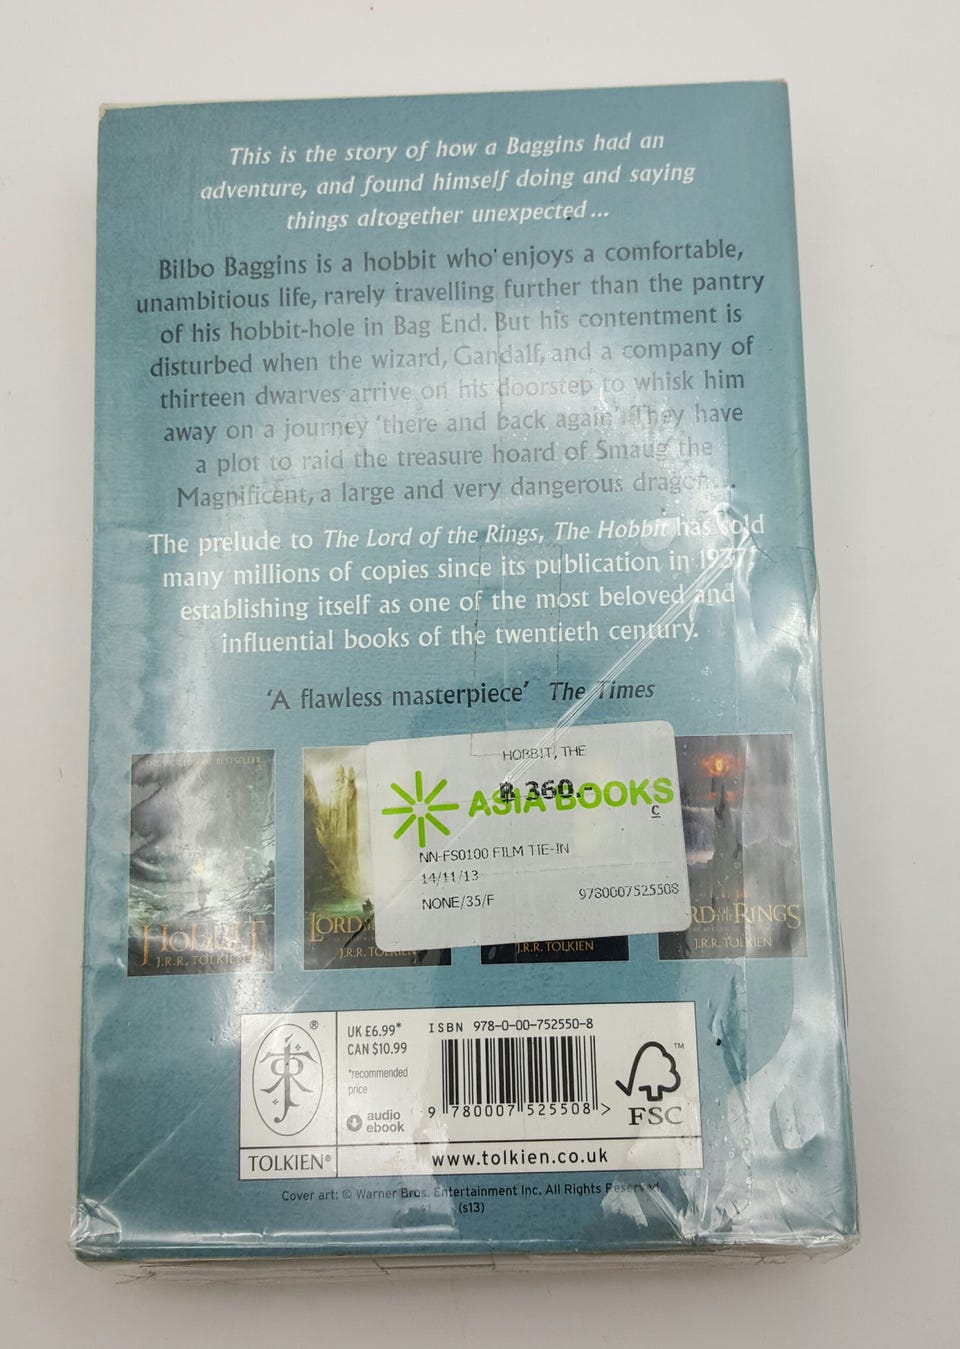 This is the story of how a Baggins had an
adventure, and found himself doing and saying
things altogether unexpected...
Bilbo Baggins is a hobbit who enjoys a comfortable,
unambitious life, rarely travelling further than the pantry
of his hobbit-hole in Bag End. But his contentment is
disturbed when the wizard, Gandalf, and a company of
thirteen dwarves arrive on his doorstep to whisk him
away on a journey 'there and back again'. They have
a plot to raid the treasure hoard of Smaug the
Magnificent, a large and very dangerous dragon...
The prelude to The Lord of the Rings, The Hobbit has sold
many millions of copies since its publication in 1937,
establishing itself as one of the most beloved and
influential books of the twentieth century.
'A flawless masterpiece' The Times
HOBBIT, THE
฿ 360.-
ASIA BOOKS
C
NN-FS0100 FILM TIE-IN
14/11/13
NONE/35/F 9780007525508
BESTSELLER
HOBBIT
J.R.R. TOLKIEN
LORD
J.R.R. TOLKIEN
J.R.R. TOLKIEN
RD OF THE RINGS
J.R.R. TOLKIEN
®
UK £6.99*
CAN $10.99
*recommended
price
audio
ebook
ISBN 978-0-00-752550-8
9 780007 525508 >
TM
FSC
TOLKIEN®
www.tolkien.co.uk
Cover art: © Warner Bros. Entertainment Inc. All Rights Reserved.
(s13)